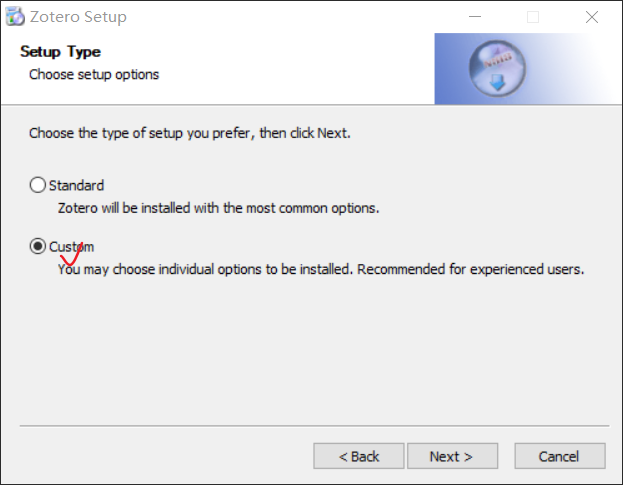 Zotero Setup
Setup Type
Choose setup options
Choose the type of setup you prefer, then click Next.
Standard
Zotero will be installed with the most common options.
Custom
You may choose individual options to be installed. Recommended for experienced users.
< Back
Next >
Cancel